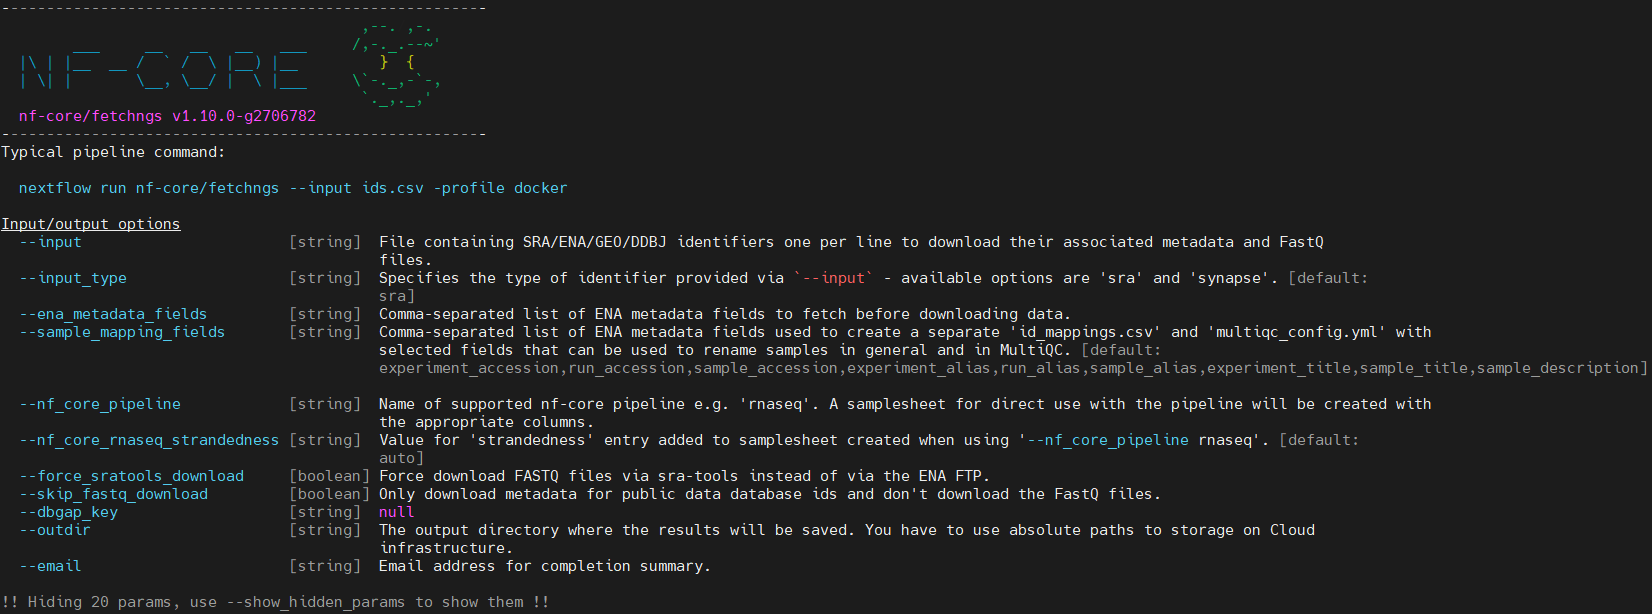 ------------------------------------------------------
                                        ,--./,-.
        ___     __   __   __   ___     /,-._.--~'
  |\ | |__  __ /  ` /  \ |__) |__         }  {
  | \| |       \__, \__/ |  \ |___     \`-._,-`-,
                                        `._,._,'
  nf-core/fetchngs v1.10.0-g2706782
------------------------------------------------------
Typical pipeline command:
nextflow run nf-core/fetchngs --input ids.csv -profile docker
Input/output options
--input [string] File containing SRA/ENA/GEO/DDBJ identifiers one per line to download their associated metadata and FastQ
files.
--input_type [string] Specifies the type of identifier provided via `--input` - available options are 'sra' and 'synapse'. [default:
sra]
--ena_metadata_fields [string] Comma-separated list of ENA metadata fields to fetch before downloading data.
--sample_mapping_fields [string] Comma-separated list of ENA metadata fields used to create a separate 'id_mappings.csv' and 'multiqc_config.yml' with
selected fields that can be used to rename samples in general and in MultiQC. [default:
experiment_accession,run_accession,sample_accession,experiment_alias,run_alias,sample_alias,experiment_title,sample_title,sample_description]
--nf_core_pipeline [string] Name of supported nf-core pipeline e.g. 'rnaseq'. A samplesheet for direct use with the pipeline will be created with
the appropriate columns.
--nf_core_rnaseq_strandedness [string] Value for 'strandedness' entry added to samplesheet created when using '--nf_core_pipeline rnaseq'. [default:
auto]
--force_sratools_download [boolean] Force download FASTQ files via sra-tools instead of via the ENA FTP.
--skip_fastq_download [boolean] Only download metadata for public data database ids and don't download the FastQ files.
--dbgap_key [string] null
--outdir [string] The output directory where the results will be saved. You have to use absolute paths to storage on Cloud
infrastructure.
--email [string] Email address for completion summary.
!! Hiding 20 params, use --show_hidden_params to show them !!